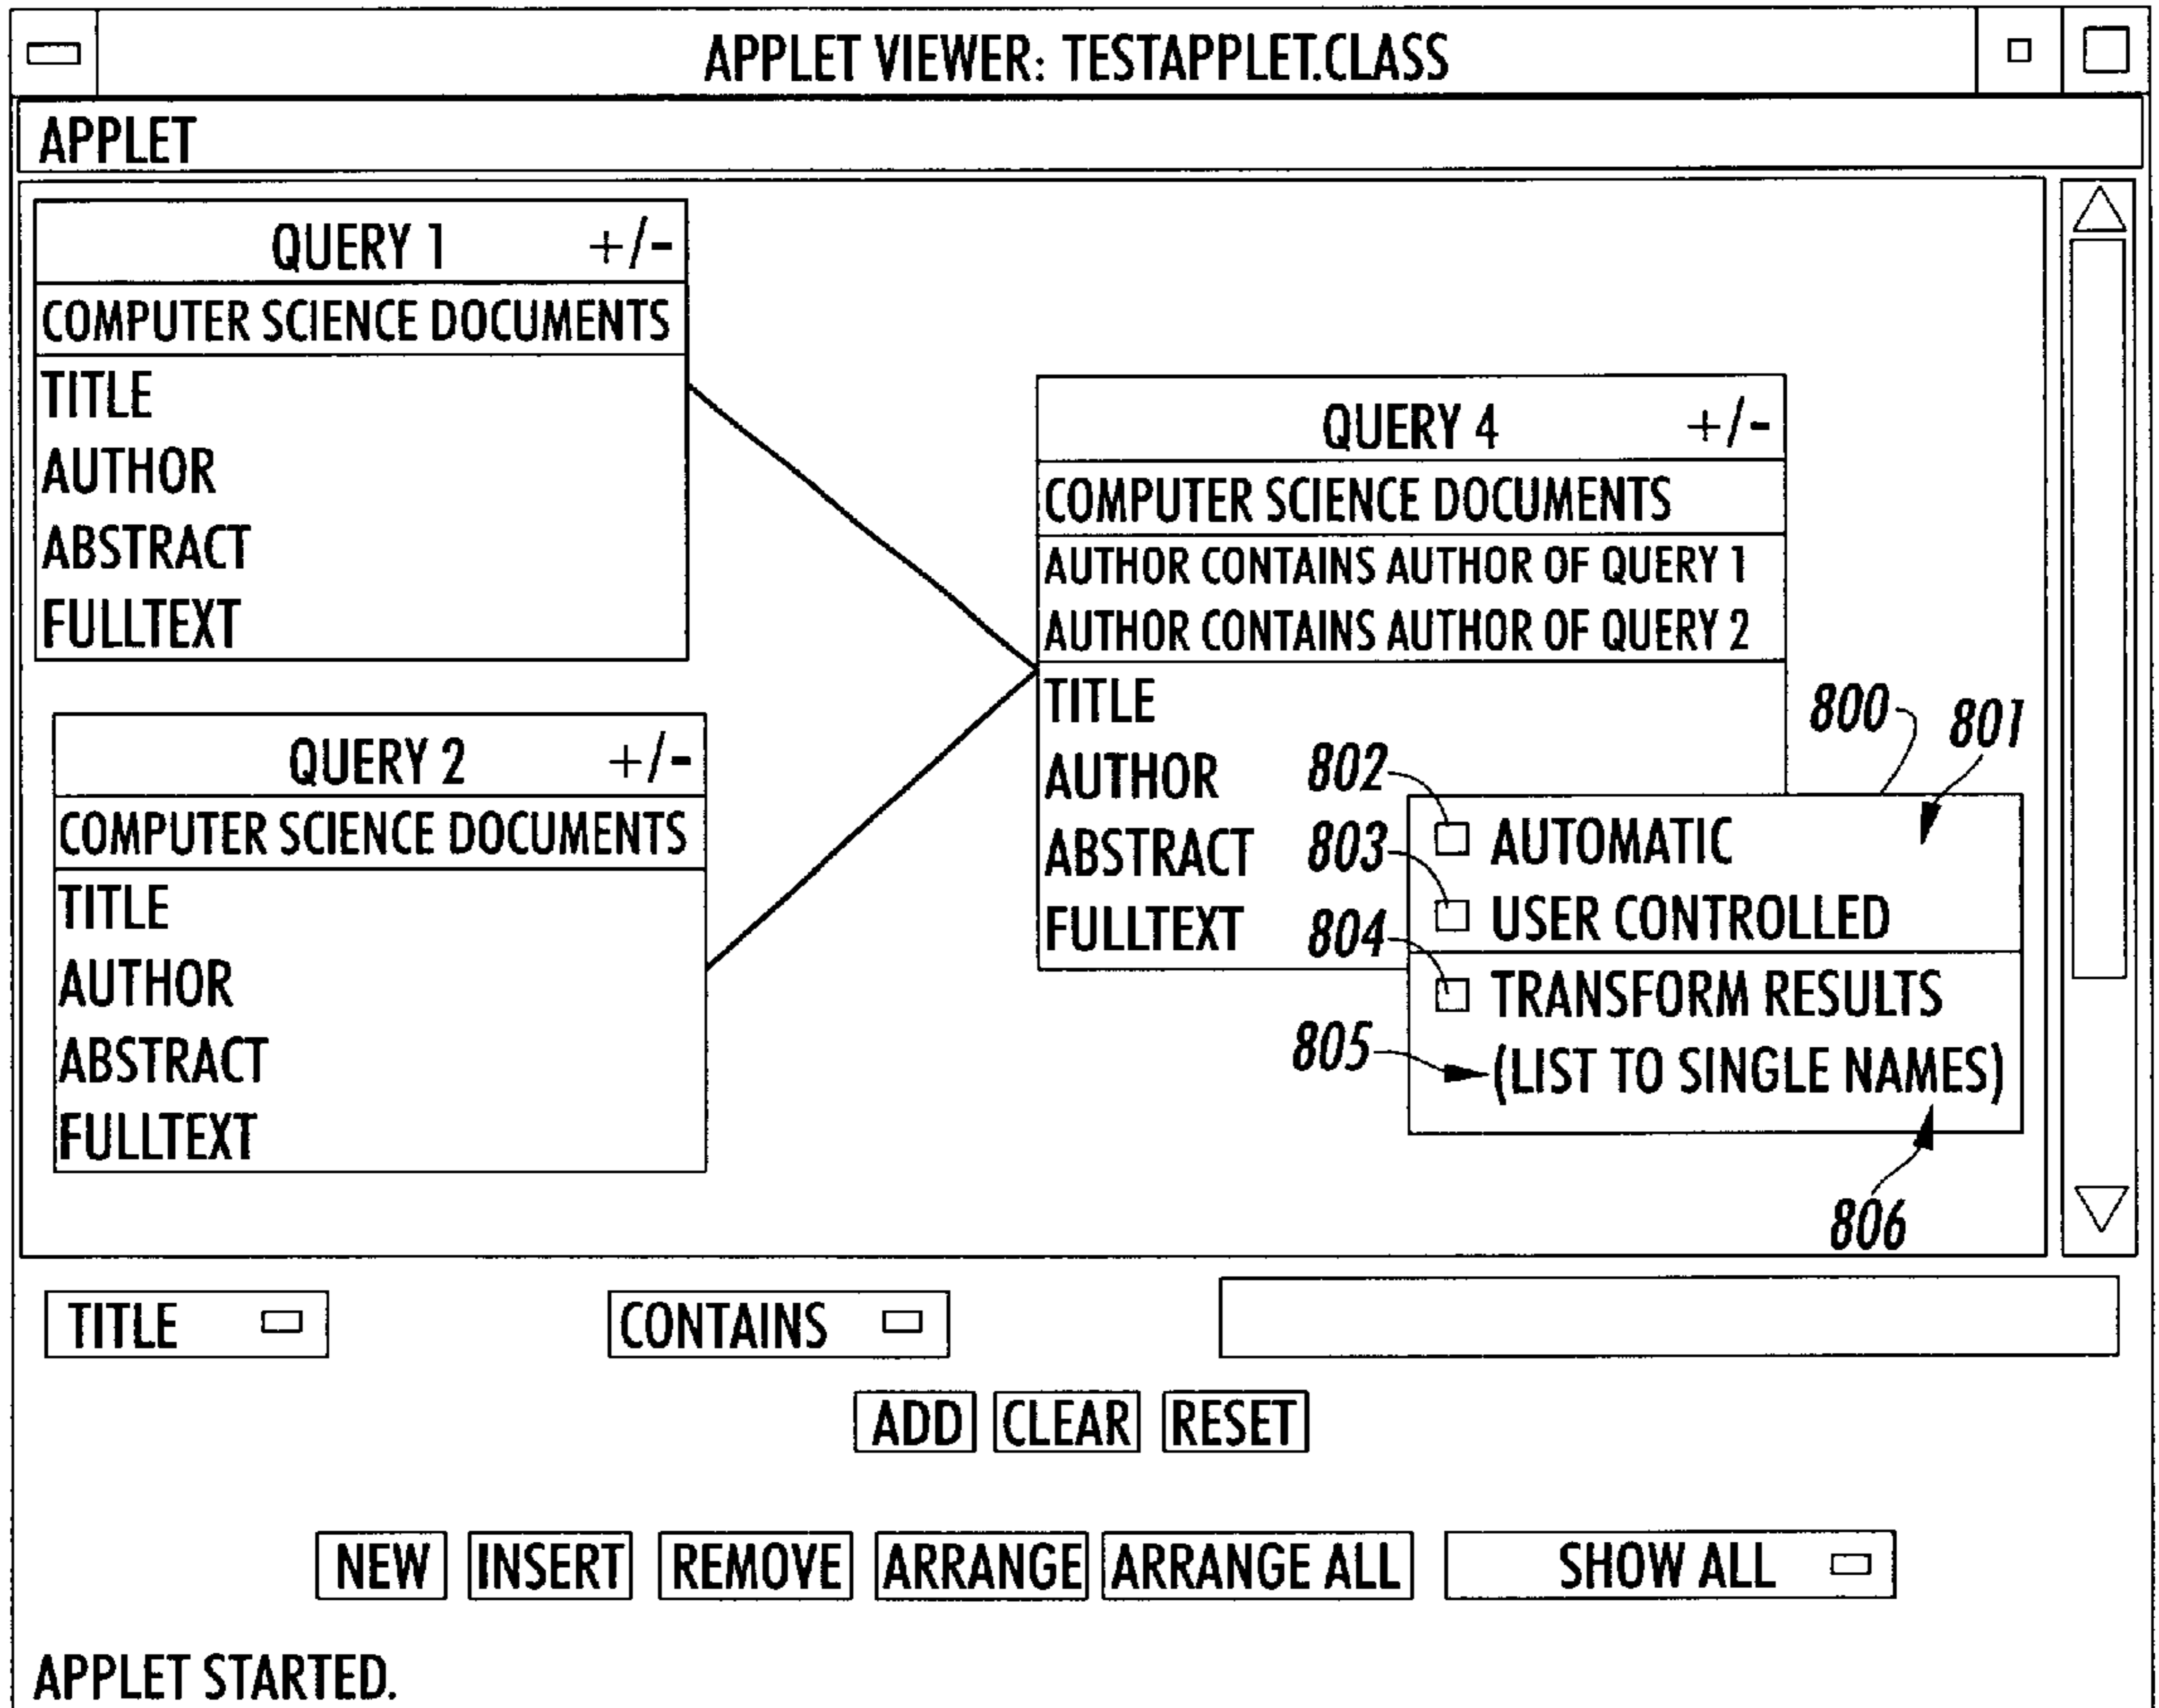 APPLET VIEWER: TESTAPPLET.CLASS
APPLET
QUERY 1 +/-
COMPUTER SCIENCE DOCUMENTS
TITLE
AUTHOR
ABSTRACT
FULLTEXT
QUERY 2 +/-
COMPUTER SCIENCE DOCUMENTS
TITLE
AUTHOR
ABSTRACT
FULLTEXT
QUERY 4 +/-
COMPUTER SCIENCE DOCUMENTS
AUTHOR CONTAINS AUTHOR OF QUERY 1
AUTHOR CONTAINS AUTHOR OF QUERY 2
TITLE
AUTHOR
ABSTRACT
FULLTEXT
800
801
802
803
804
805
806
AUTOMATIC
USER CONTROLLED
TRANSFORM RESULTS
(LIST TO SINGLE NAMES)
TITLE
CONTAINS
ADD CLEAR RESET
NEW INSERT REMOVE ARRANGE ARRANGE ALL SHOW ALL
APPLET STARTED.